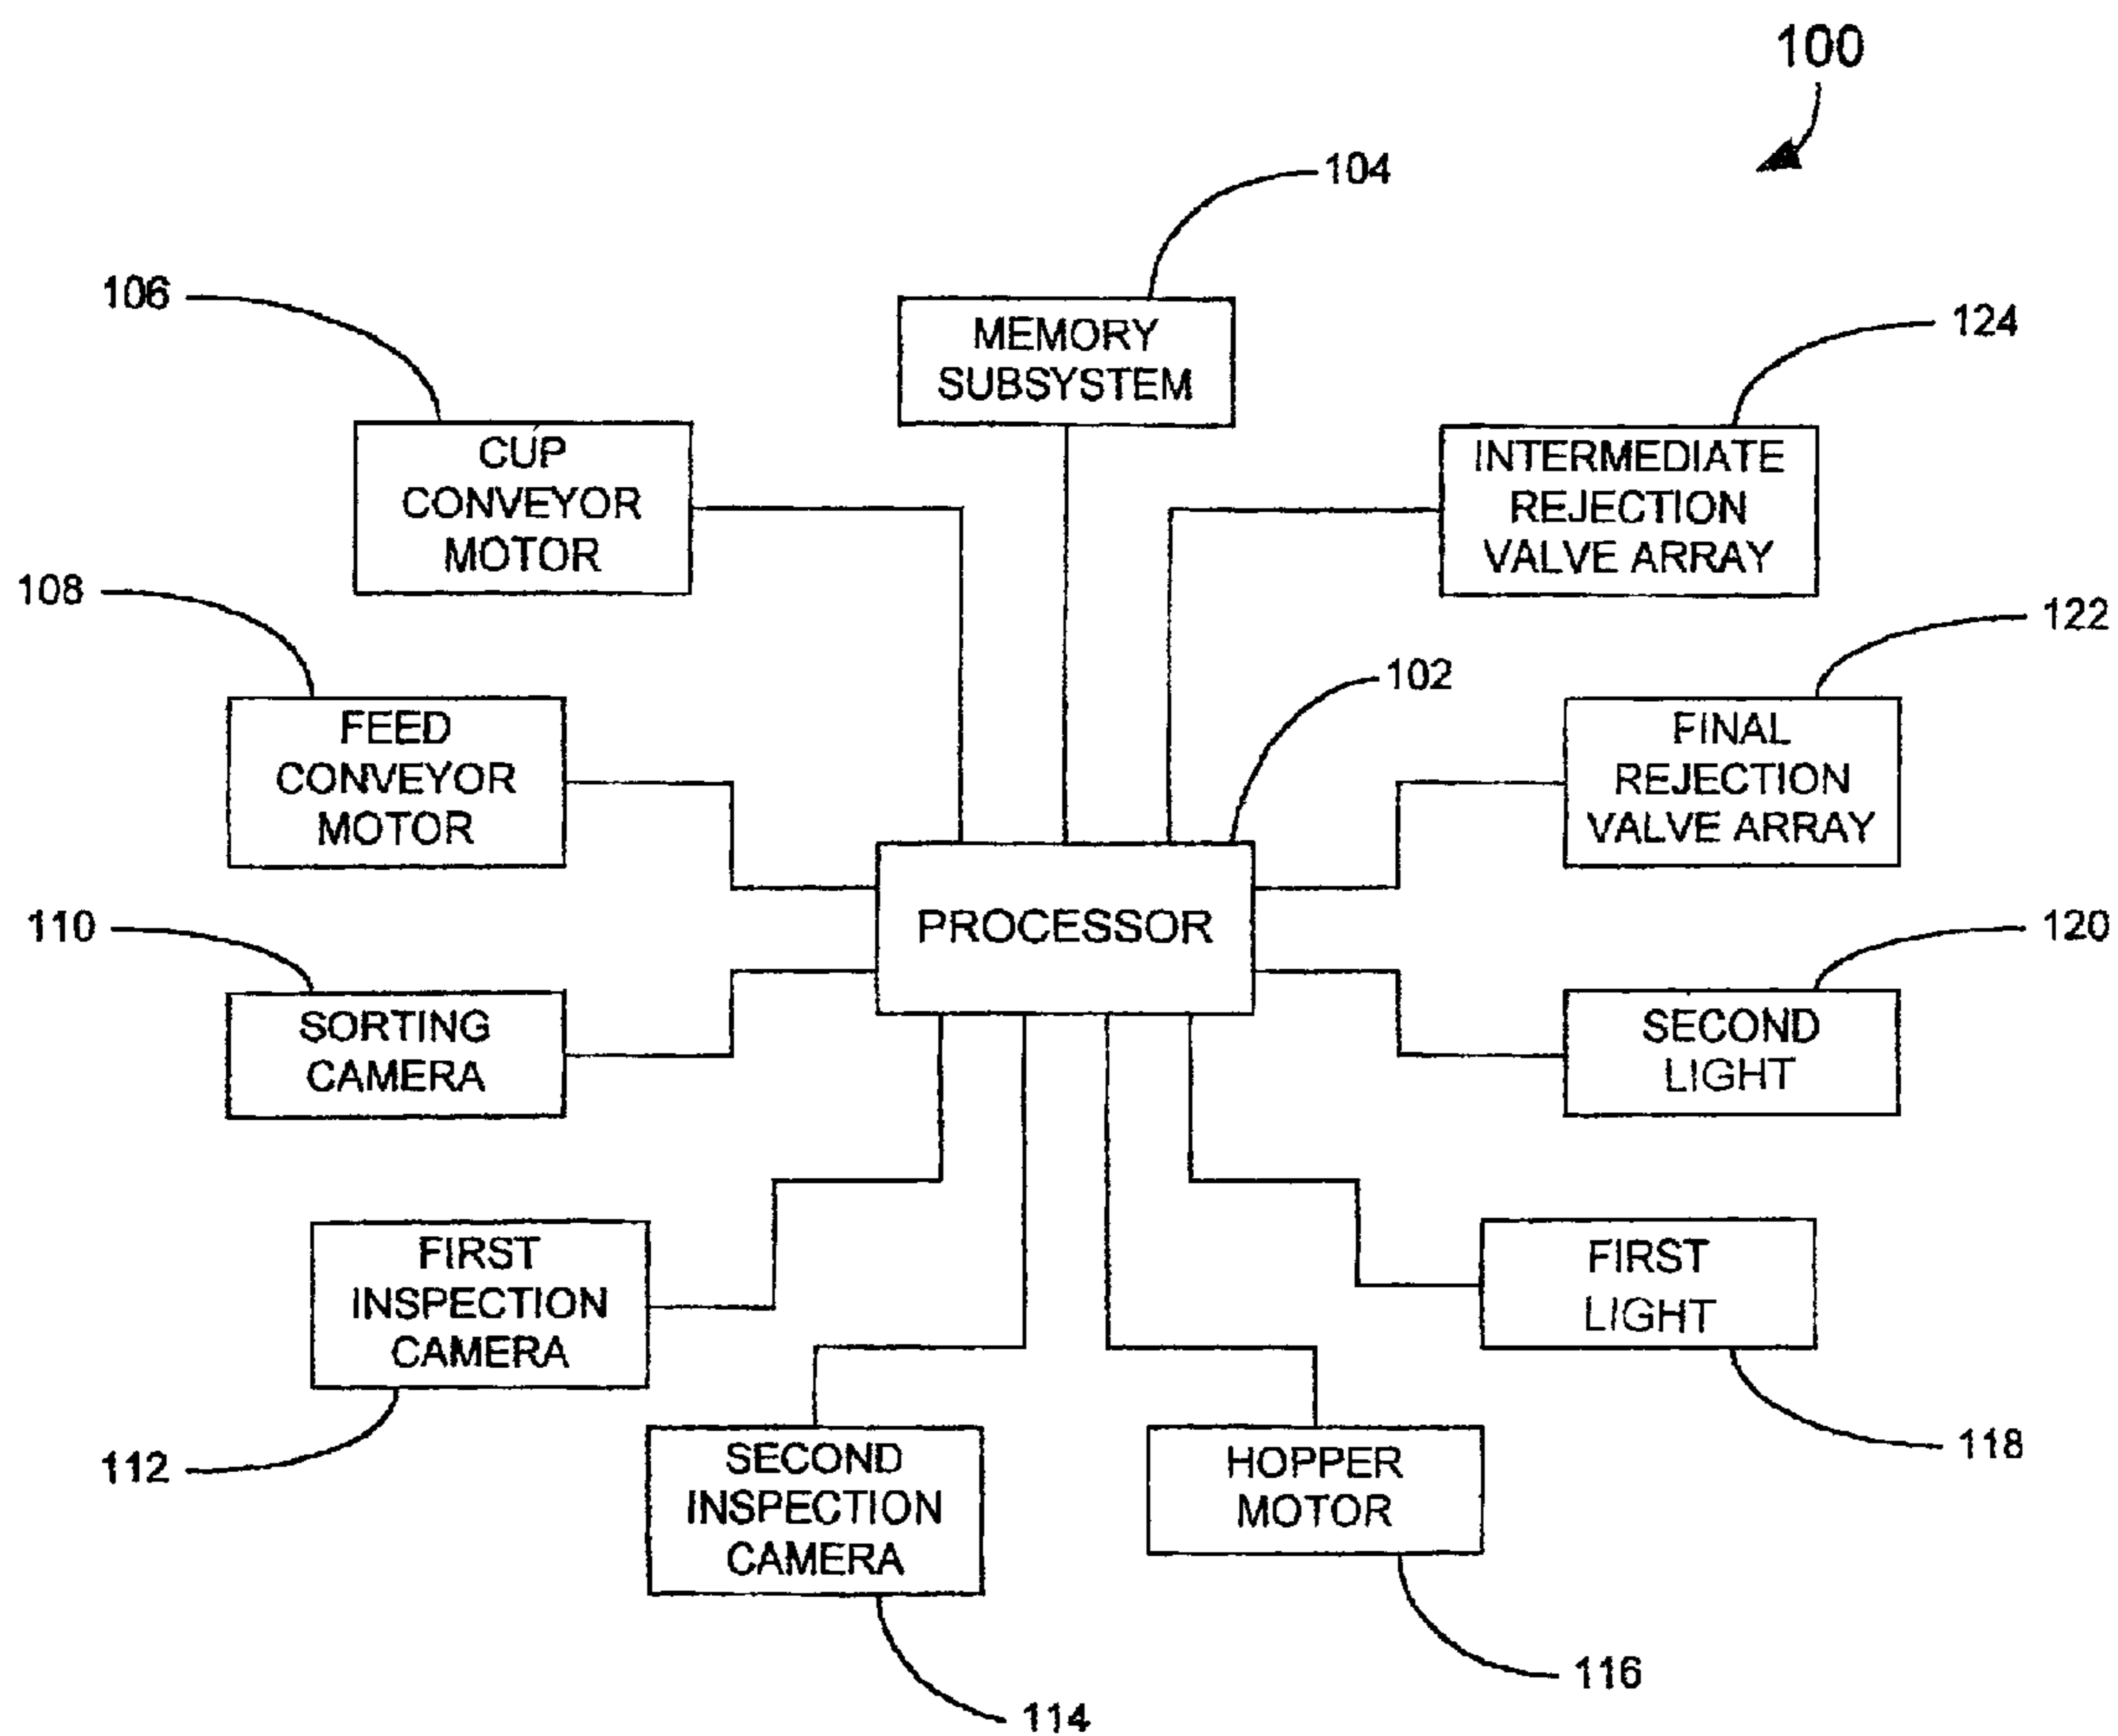 100
104
106
MEMORY
SUBSYSTEM
124
CUP
CONVEYOR
MOTOR
INTERMEDIATE
REJECTION
VALVE ARRAY
108
122
102
FEED
CONVEYOR
MOTOR
FINAL
REJECTION
VALVE ARRAY
110
PROCESSOR
120
SORTING
CAMERA
SECOND
LIGHT
FIRST
INSPECTION
CAMERA
FIRST
LIGHT
112
118
SECOND
INSPECTION
CAMERA
HOPPER
MOTOR
116
114